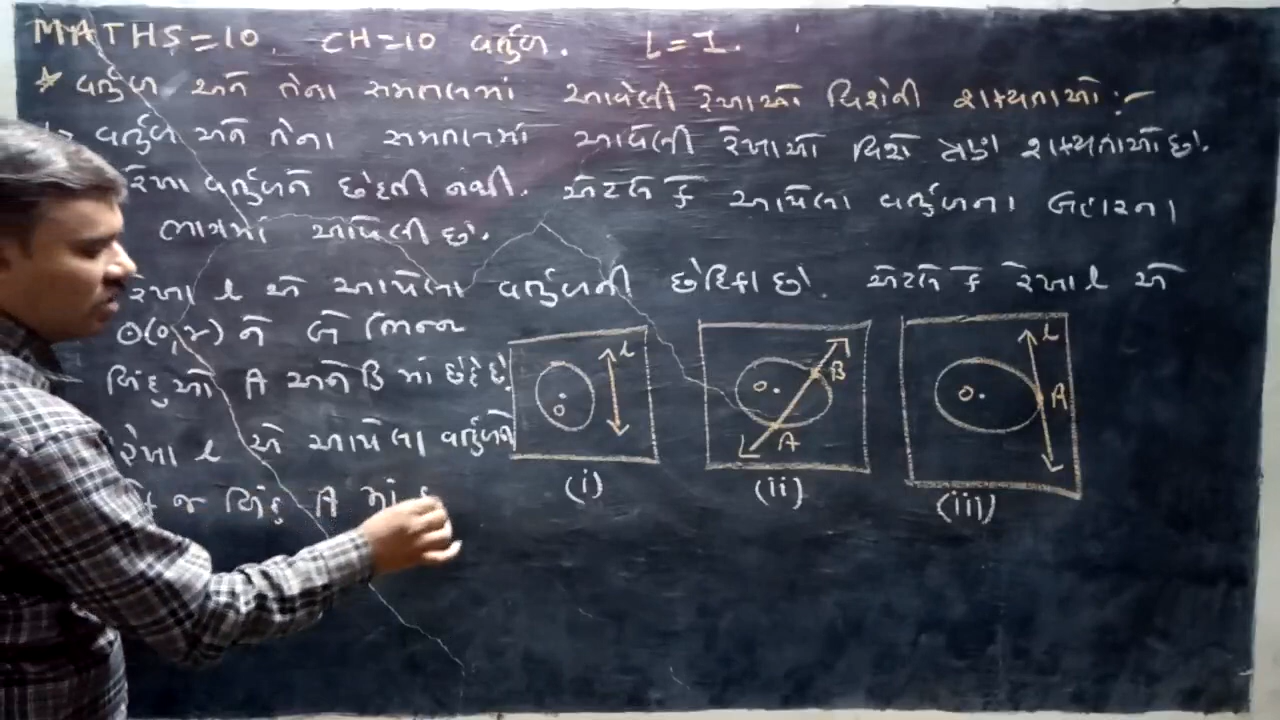 MATHS=10. CH=10 વર્તુળ. L=1.
* વર્તુળ અને તેના સમતલમાં આવેલી રેખાઓ વિશેની શક્યતાઓ :-
વર્તુળ અને તેના સમતલમાં આવેલી રેખાઓ વિશે ત્રણ શક્યતાઓ છે.
રેખા વર્તુળને છેદતી નથી. એટલે કે આપેલા વર્તુળના બહારના
ભાગમાં આવેલી છે.
રેખા l એ આપેલા વર્તુળની છેદિકા છે. એટલે કે રેખા l એ
⊙(O,r) ને બે ભિન્ન
બિંદુઓ A અને B માં છેદે છે.
રેખા l એ આપેલા વર્તુળને
જ બિંદુ A માં
l
O
(i)
O
B
A
(ii)
l
O
A
(iii)